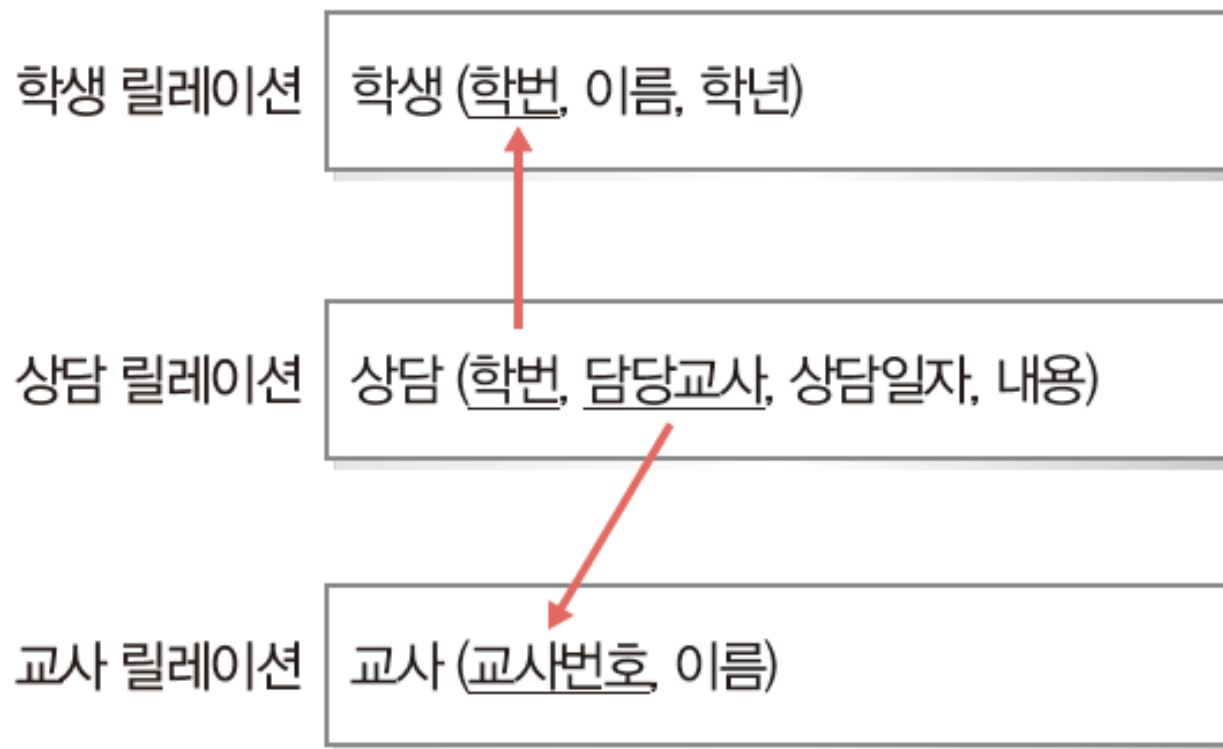 학생 릴레이션 학생 (학번, 이름, 학년)
상담 릴레이션 상담 (학번, 담당교사, 상담일자, 내용)
교사 릴레이션 교사 (교사번호, 이름)